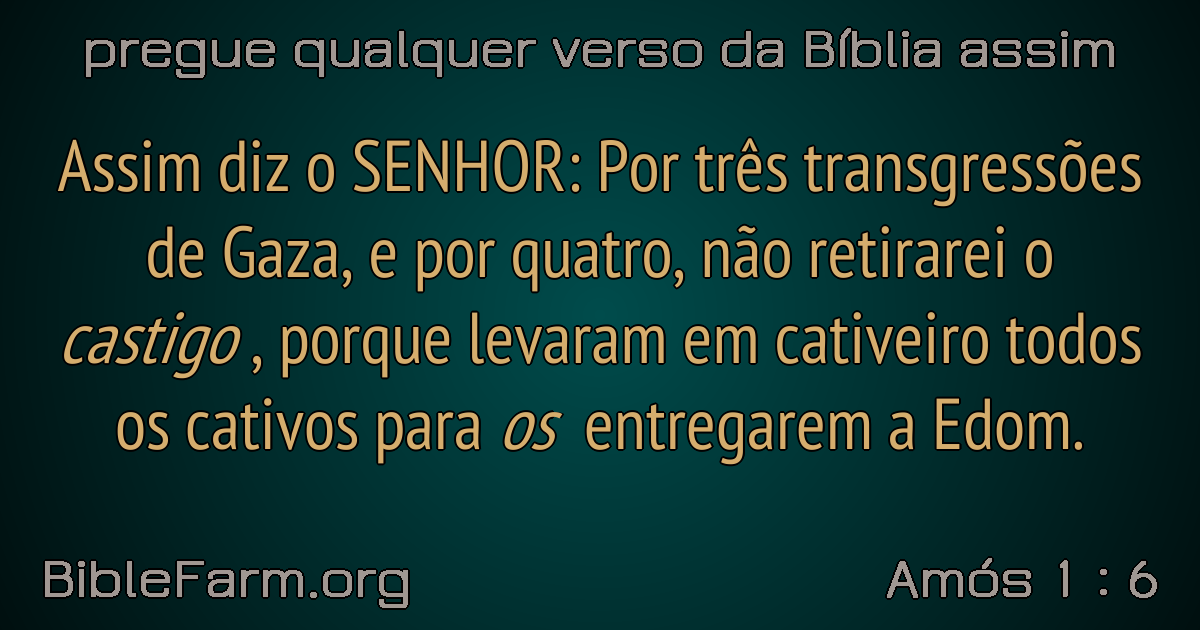 pregue qualquer verso da Bíblia assim
Assim diz o SENHOR: Por três transgressões
de Gaza, e por quatro, não retirarei o
castigo , porque levaram em cativeiro todos
os cativos para os entregarem a Edom.
BibleFarm.org
Amós 1 : 6